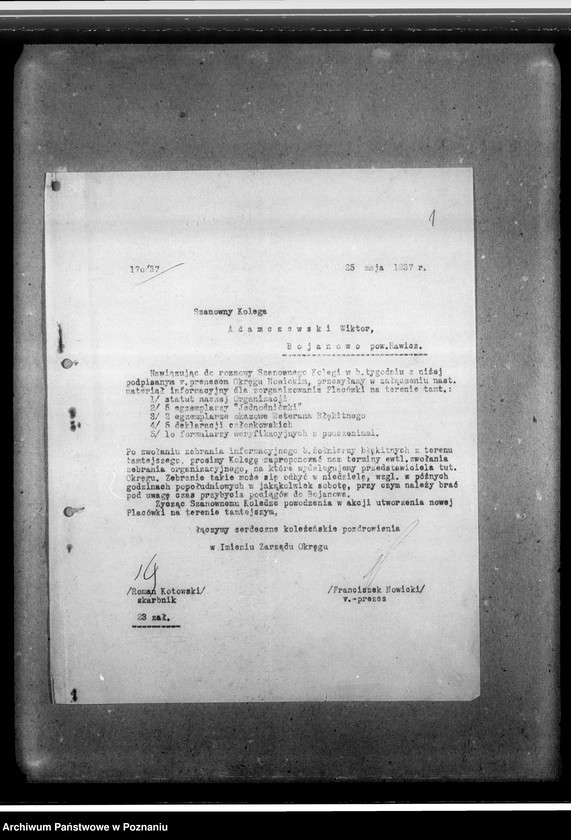 1
170/37
25 maja 1937 r.
Szanowny Kolega
Adamczewski Wiktor,
Bojanowo pow.Rawicz.
Nawiązując do rozmowy Szanownego Kolegi w b.tygodniu z niżej
podpisanym v.prezesem Okręgu Nowickim, przesyłamy w załączeniu nast.
materiał informacyjny dla zorganizowania Placówki na terenie tamt.:
1/ statut naszej Organizacji
2/ 5 egzemplarzy "Jednodniówki"
3/ 2 egzemplarze okazowe Weterana Błękitnego
4/ 5 deklaracji członkowskich
5/ 10 formularzy weryfikacyjnych z pouczeniami.
Po zwołaniu zebrania informacyjnego b.żołnierzy błękitnych z terenu
tamtejszego, prosimy Kolegę zaproponować nam terminy ewtl.zwołania
zebrania organizacyjnego, na które wydelegujemy przedstawiciela tut.
Okręgu. Zebranie takie może się odbyć w niedzielę, wzgl. w późnych
godzinach popołudniowych w jakąkolwiek sobotę, przy czym należy brać
pod uwagę czas przybycia pociągów do Bojanowa.
Życząc Szanownemu Koledze powodzenia w akcji utworzenia nowej
Placówki na terenie tamtejszym,
łączymy serdeczne koleżeńskie pozdrowienia
w Imieniu Zarządu Okręgu
/Roman Kotowski/
skarbnik
/Franciszek Nowicki/
v.-prezes
23 zał.
Archiwum Państwowe w Poznaniu